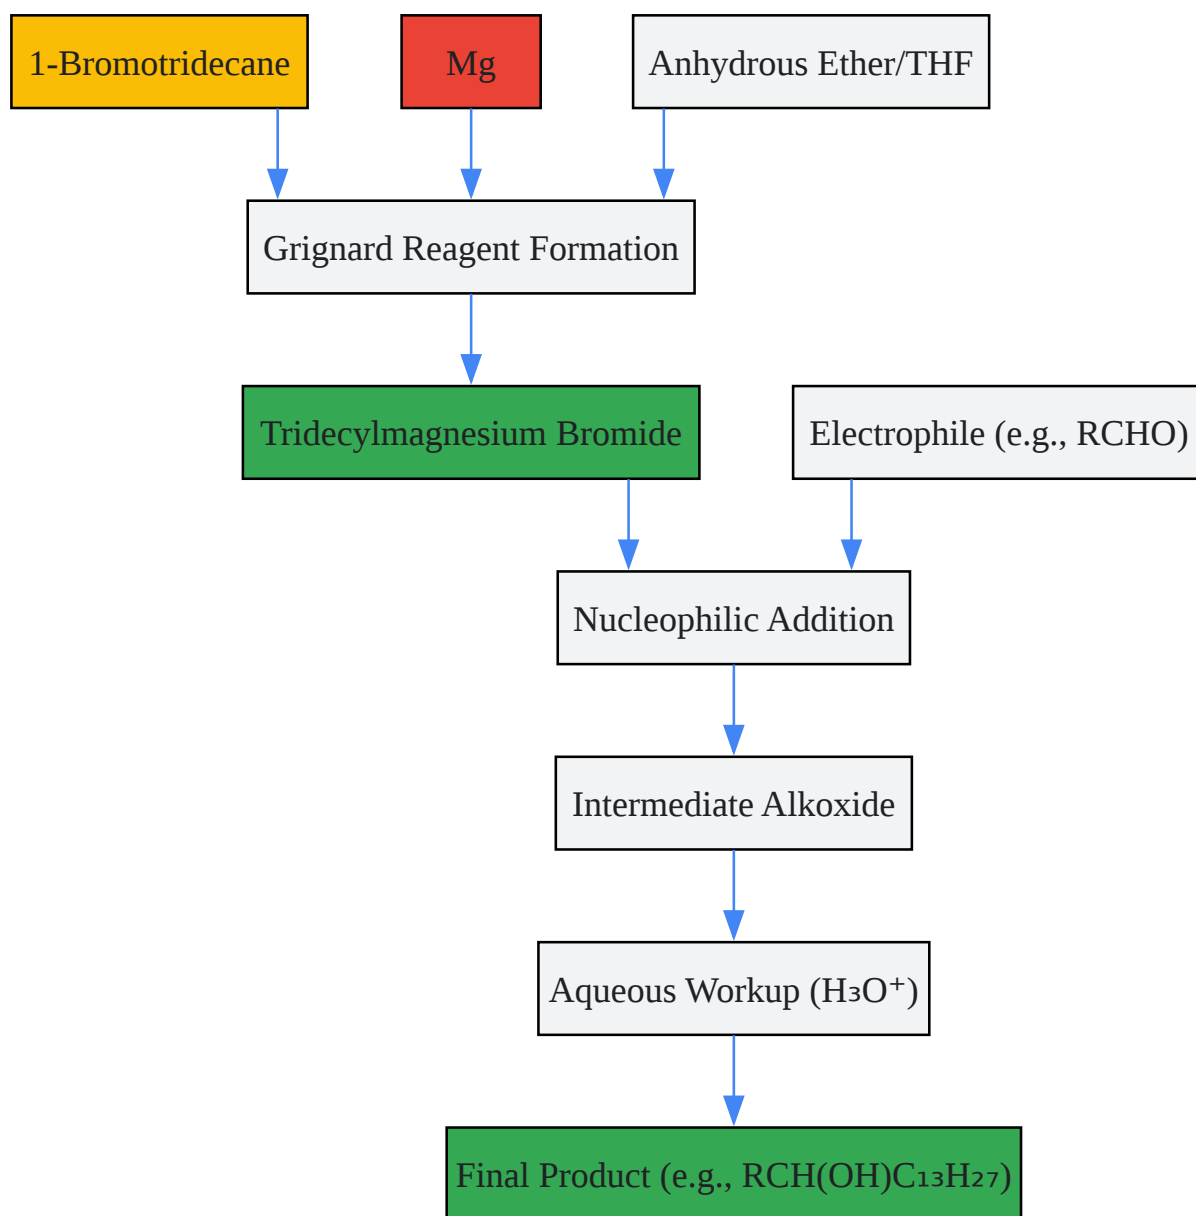 1-Bromotridecane
Mg
Anhydrous Ether/THF
Grignard Reagent Formation
Tridecylmagnesium Bromide
Electrophile (e.g., RCHO)
Nucleophilic Addition
Intermediate Alkoxide
Aqueous Workup (H₃O⁺)
Final Product (e.g., RCH(OH)C₁₃H₂₇)